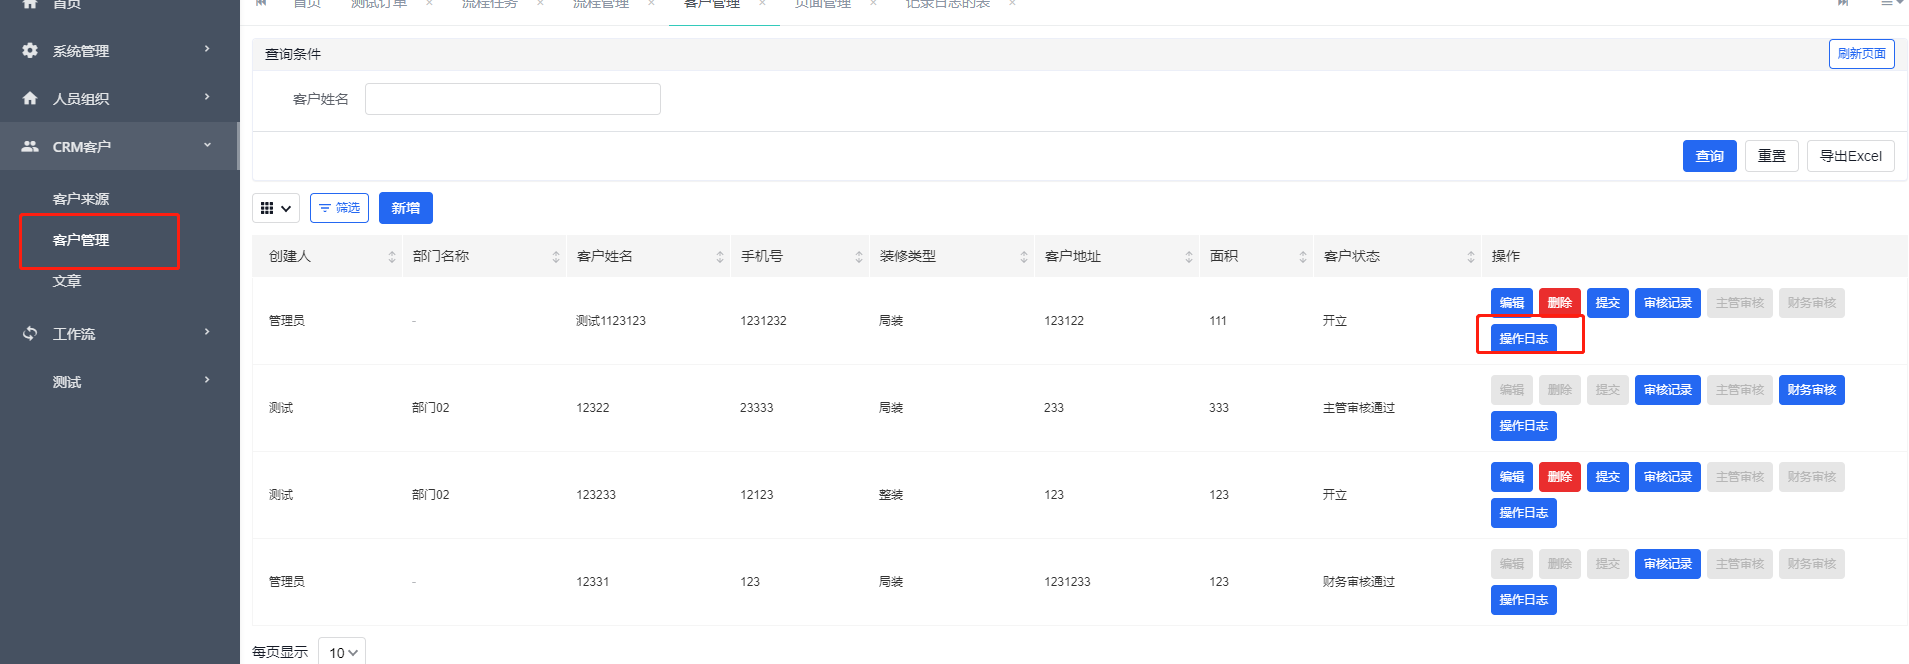 首页
系统管理
人员组织
CRM客户
客户来源
客户管理
文章
工作流
测试
首页 测试订单 × 流程任务 × 流程管理 × 客户管理 × 页面管理 × 记录日志的表 ×
查询条件 刷新页面
客户姓名
查询 重置 导出Excel
筛选 新增
创建人 部门名称 客户姓名 手机号 装修类型 客户地址 面积 客户状态 操作
管理员 - 测试1123123 1231232 局装 123122 111 开立 编辑 删除 提交 审核记录 主管审核 财务审核
操作日志
测试 部门02 12322 23333 局装 233 333 主管审核通过 编辑 删除 提交 审核记录 主管审核 财务审核
操作日志
测试 部门02 123233 12123 整装 123 123 开立 编辑 删除 提交 审核记录 主管审核 财务审核
操作日志
管理员 - 12331 123 局装 1231233 123 财务审核通过 编辑 删除 提交 审核记录 主管审核 财务审核
操作日志
每页显示 10